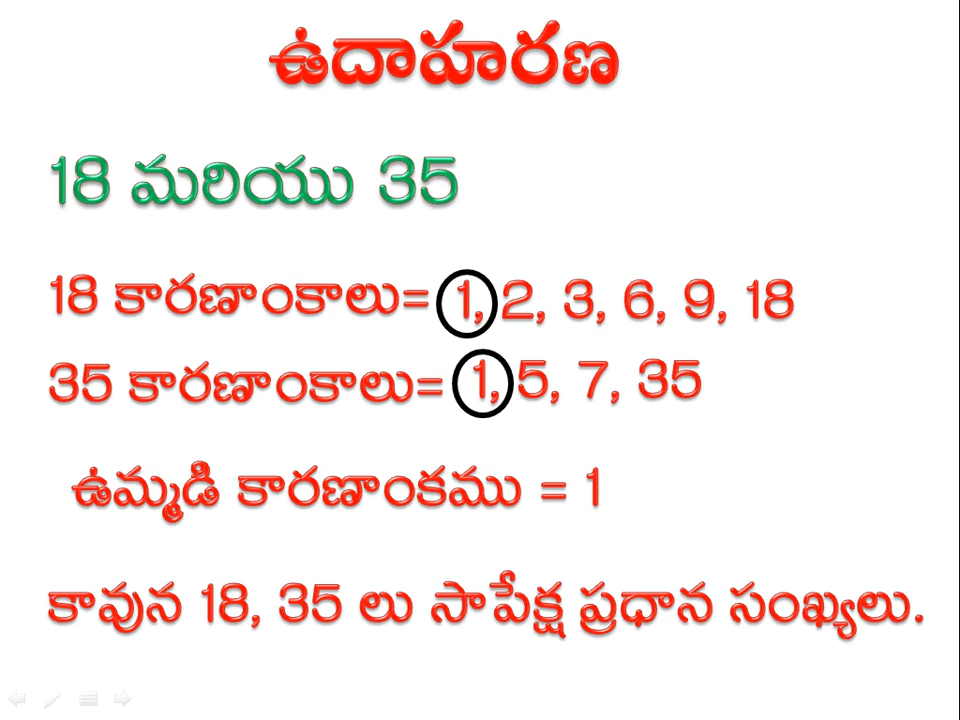 ఉదాహరణ
18 మరియు 35
18 కారణాంకాలు= 1, 2, 3, 6, 9, 18
35 కారణాంకాలు= 1, 5, 7, 35
ఉమ్మడి కారణాంకము = 1
కావున 18, 35 లు సాపేక్ష ప్రధాన సంఖ్యలు.